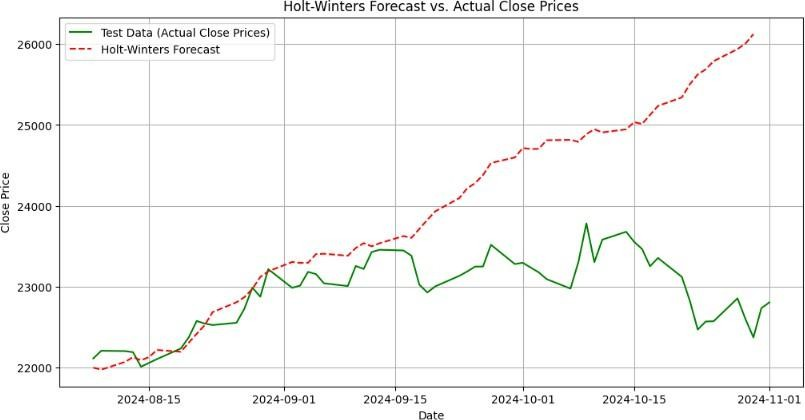 Holt-Winters Forecast vs. Actual Close Prices
Test Data (Actual Close Prices)
Holt-Winters Forecast
Close Price
26000
25000
24000
23000
22000
2024-08-15
2024-09-01
2024-09-15
2024-10-01
2024-10-15
2024-11-01
Date